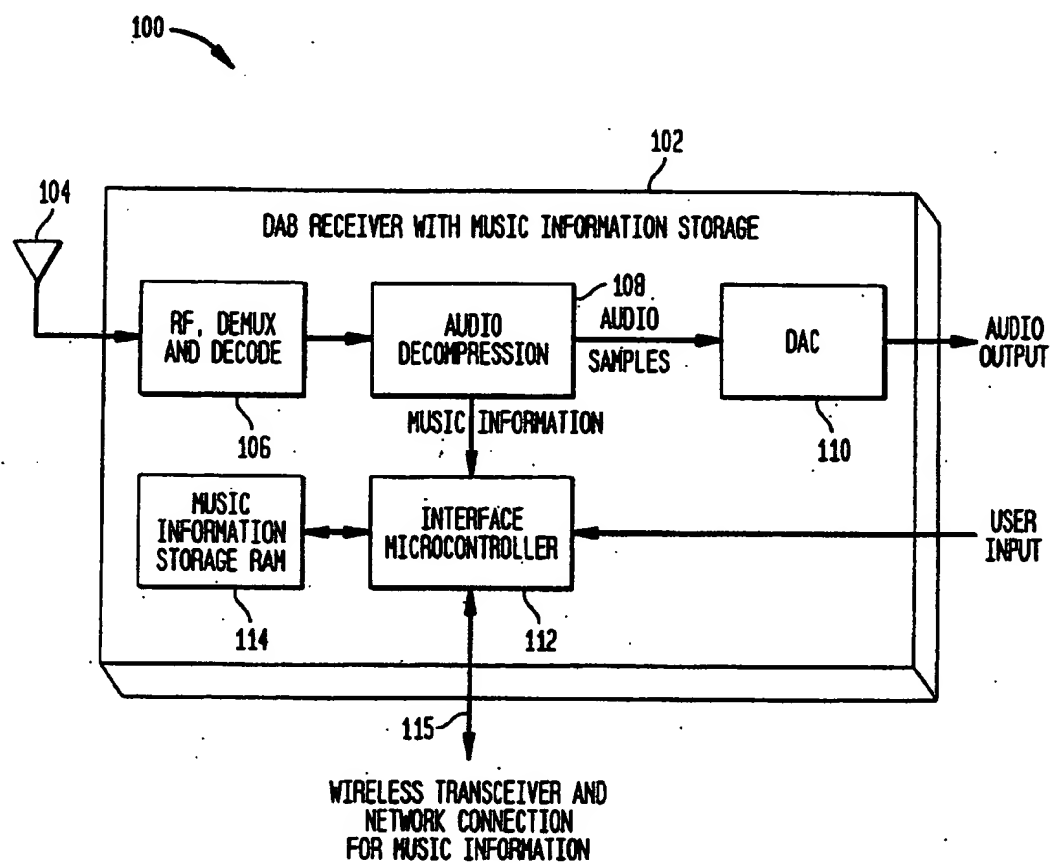 100
102
104
DAB RECEIVER WITH MUSIC INFORMATION STORAGE
RF, DEMUX
AND DECODE
106
AUDIO
DECOMPRESSION
108
AUDIO
SAMPLES
DAC
110
AUDIO
OUTPUT
MUSIC INFORMATION
MUSIC
INFORMATION
STORAGE RAM
114
INTERFACE
MICROCONTROLLER
112
USER
INPUT
115
WIRELESS TRANSCEIVER AND
NETWORK CONNECTION
FOR MUSIC INFORMATION